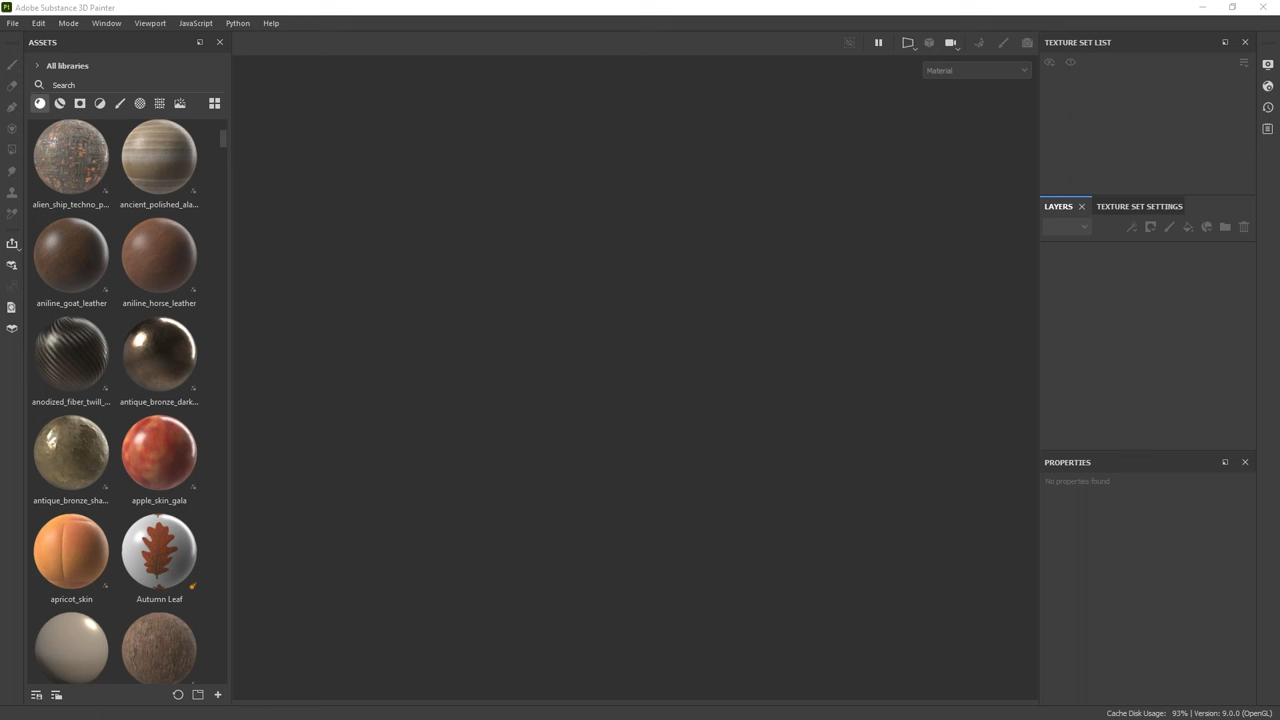 Pt Adobe Substance 3D Painter
File Edit Mode Window Viewport JavaScript Python Help
ASSETS
All libraries
Search
alien_ship_techno_p...
ancient_polished_ala...
aniline_goat_leather
aniline_horse_leather
anodized_fiber_twill_...
antique_bronze_dark...
antique_bronze_sha...
apple_skin_gala
apricot_skin
Autumn Leaf
Material
TEXTURE SET LIST
LAYERS
TEXTURE SET SETTINGS
PROPERTIES
No properties found
Cache Disk Usage: 93% | Version: 9.0.0 (OpenGL)